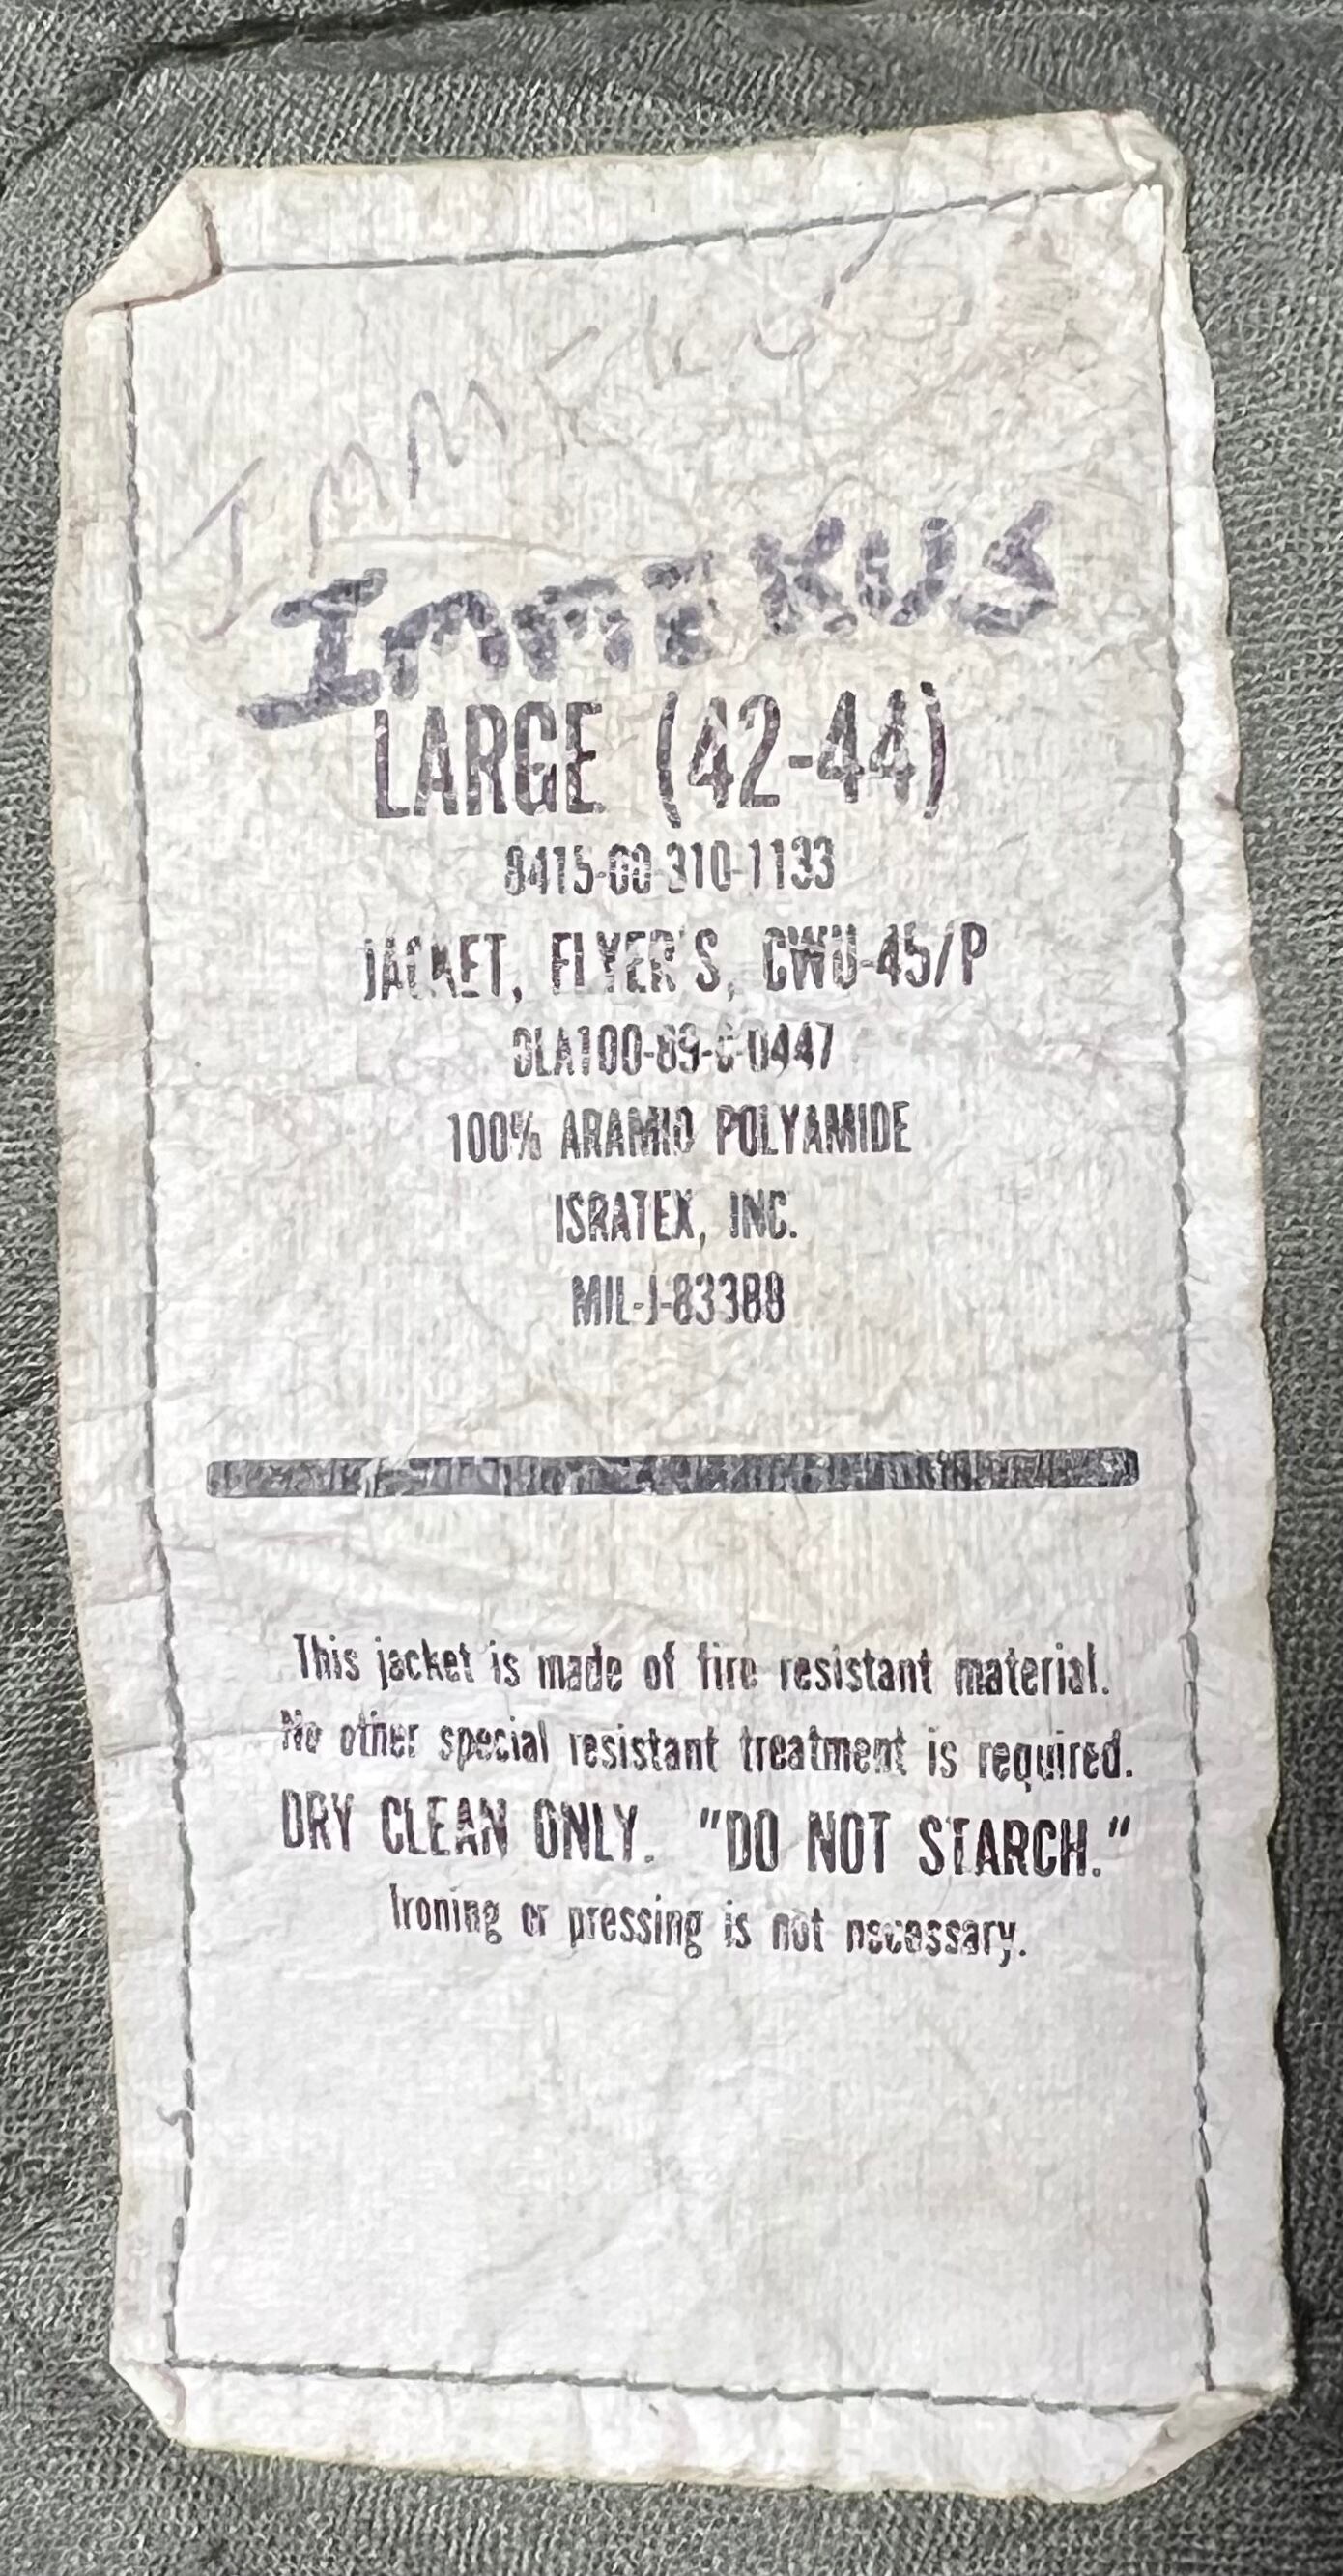 LARGE (42-44)
8415-00-310-1133
JACKET, FLYER'S, CWU-45/P
DLA100-89-C-0447
100% ARAMID POLYAMIDE
ISRATEX, INC.
MIL-J-83388
This jacket is made of fire resistant material.
No other special resistant treatment is required.
DRY CLEAN ONLY. "DO NOT STARCH."
Ironing or pressing is not necessary.